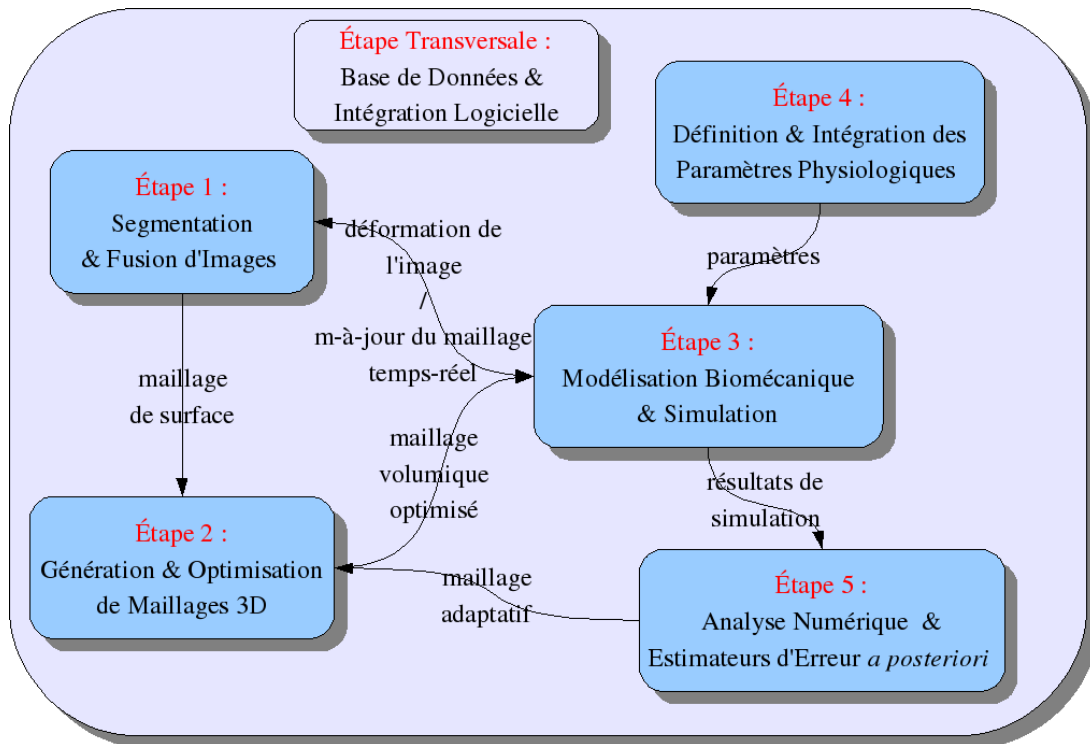 Étape Transversale :
Base de Données &
Intégration Logicielle
Étape 4 :
Définition & Intégration des
Paramètres Physiologiques
Étape 1 :
Segmentation
& Fusion d'Images
déformation de
l'image
/
m-à-jour du maillage
temps-réel
paramètres
Étape 3 :
Modélisation Biomécanique
& Simulation
maillage
de surface
maillage
volumique
optimisé
résultats de
simulation
Étape 2 :
Génération & Optimisation
de Maillages 3D
maillage
adaptatif
Étape 5 :
Analyse Numérique &
Estimateurs d'Erreur a posteriori